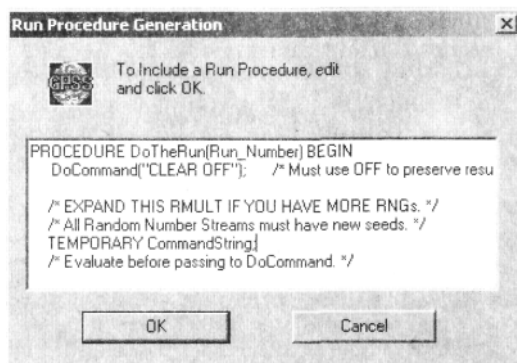 Run Procedure Generation
GPSS
To Include a Run Procedure, edit
and click OK.
PROCEDURE DoTheRun(Run_Number) BEGIN
DoCommand("CLEAR OFF"); /* Must use OFF to preserve resu
/* EXPAND THIS RMULT IF YOU HAVE MORE RNGs. */
/* All Random Number Streams must have new seeds. */
TEMPORARY CommandString;
/* Evaluate before passing to DoCommand. */
OK Cancel